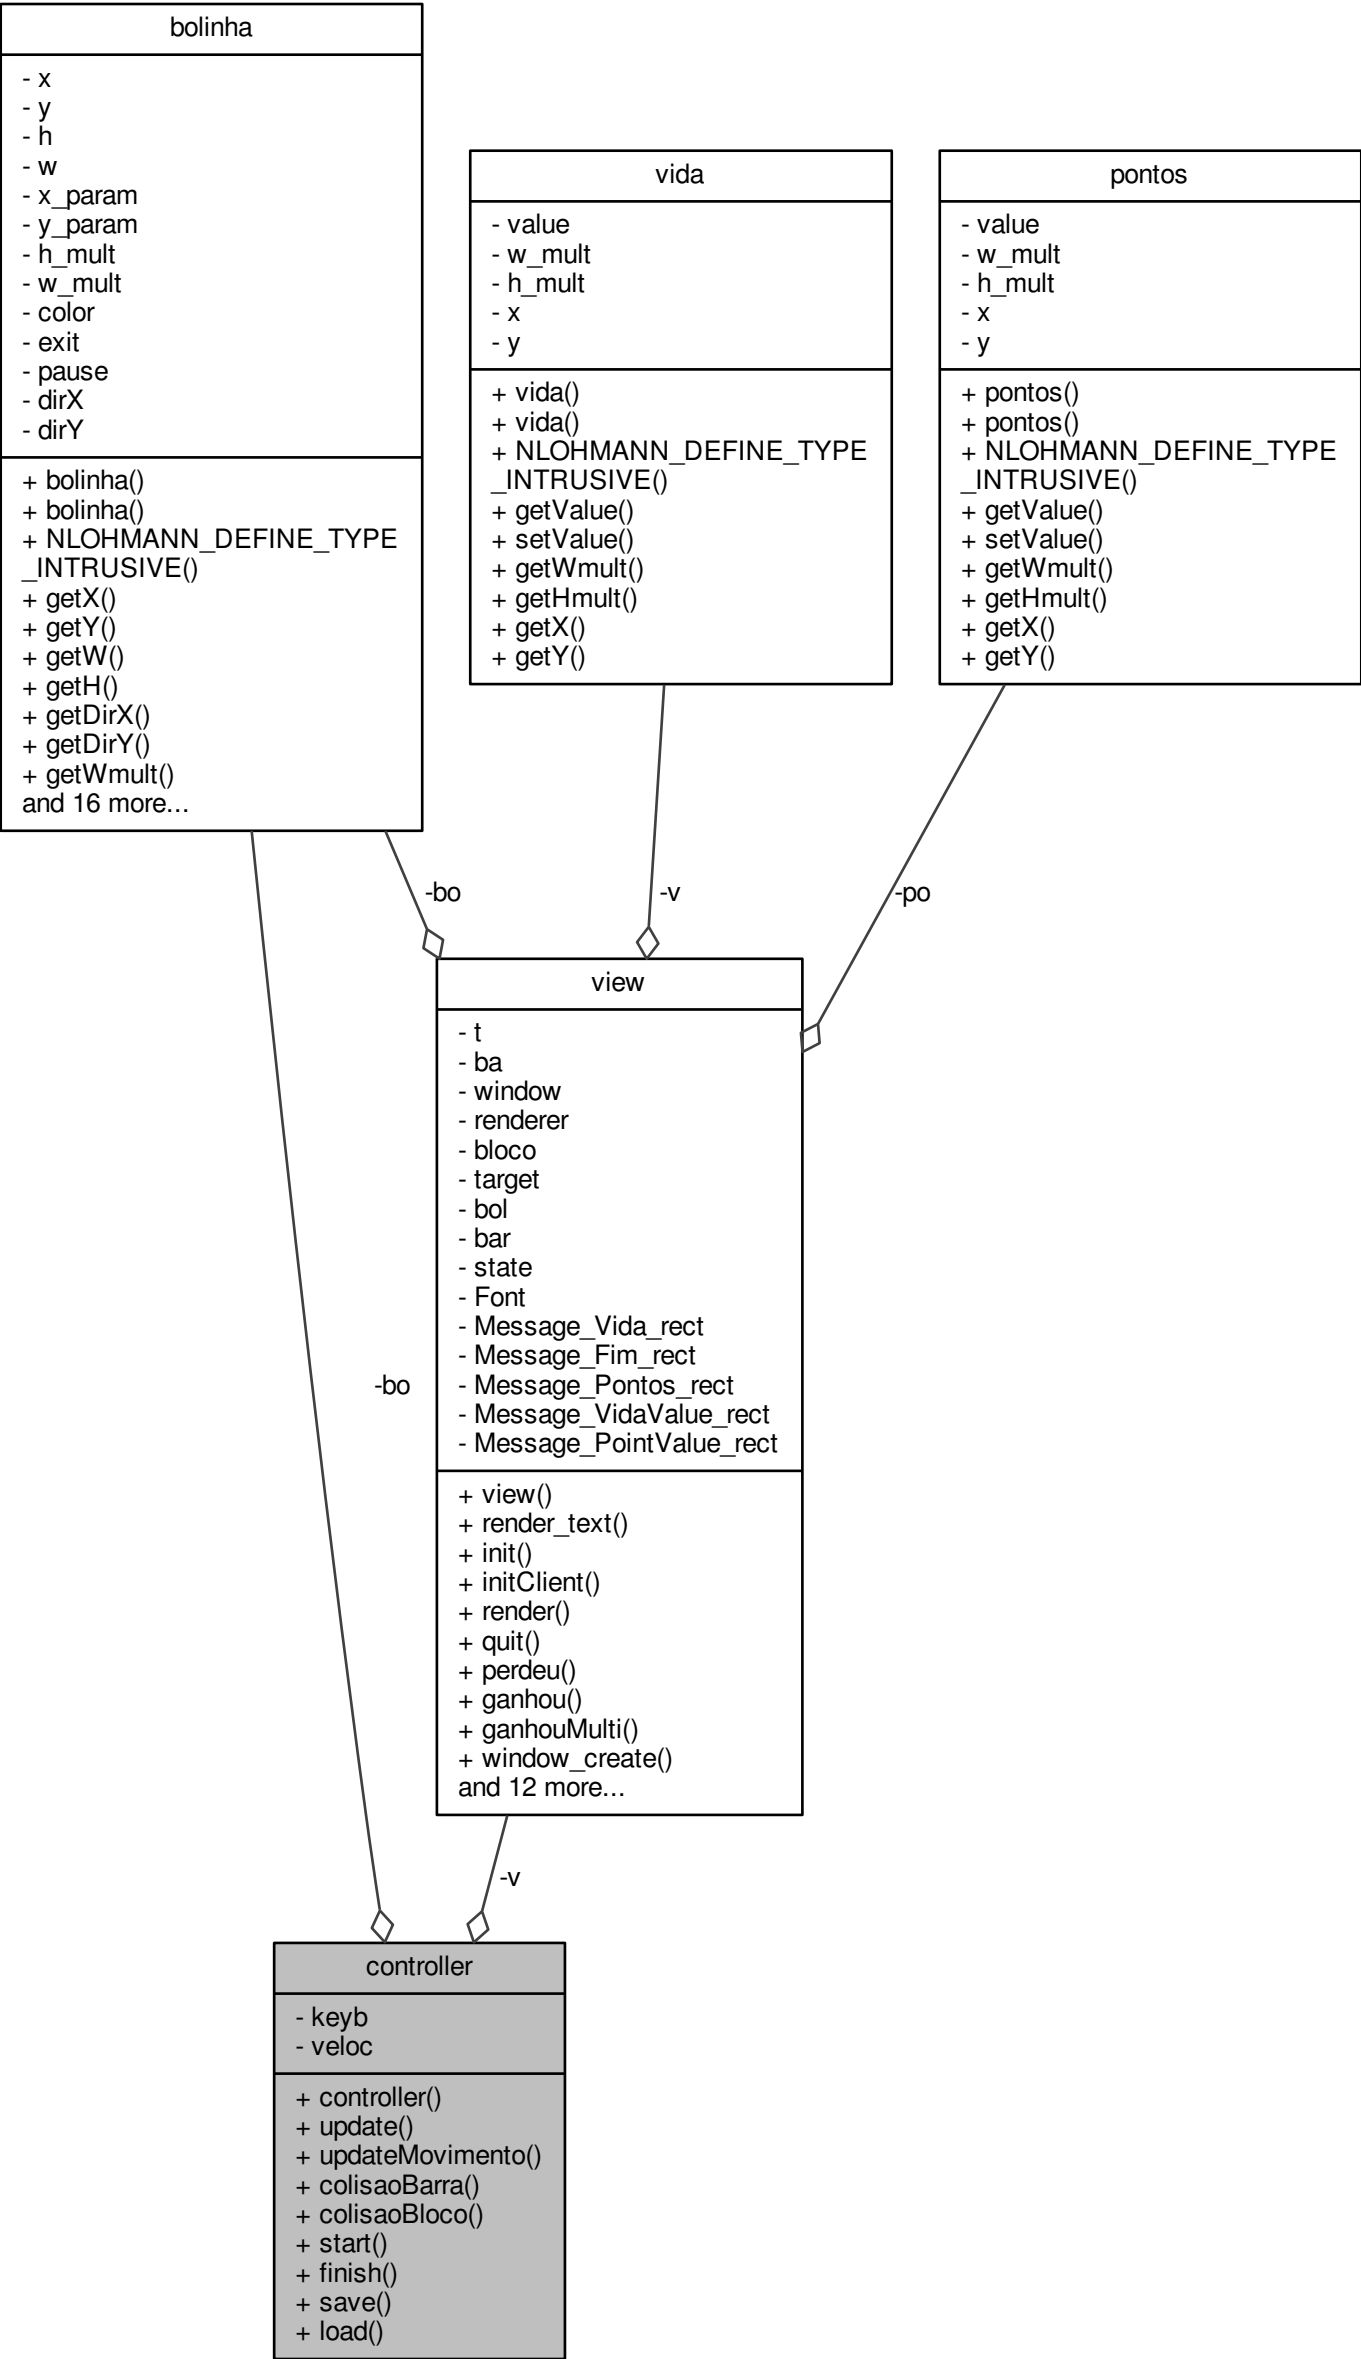 bolinha
- x
- y
- h
- w
- x_param
- y_param
- h_mult
- w_mult
- color
- exit
- pause
- dirX
- dirY
+ bolinha()
+ bolinha()
+ NLOHMANN_DEFINE_TYPE
_INTRUSIVE()
+ getX()
+ getY()
+ getW()
+ getH()
+ getDirX()
+ getDirY()
+ getWmult()
and 16 more...
vida
- value
- w_mult
- h_mult
- x
- y
+ vida()
+ vida()
+ NLOHMANN_DEFINE_TYPE
_INTRUSIVE()
+ getValue()
+ setValue()
+ getWmult()
+ getHmult()
+ getX()
+ getY()
pontos
- value
- w_mult
- h_mult
- x
- y
+ pontos()
+ pontos()
+ NLOHMANN_DEFINE_TYPE
_INTRUSIVE()
+ getValue()
+ setValue()
+ getWmult()
+ getHmult()
+ getX()
+ getY()
-bo
-v
-po
view
- t
- ba
- window
- renderer
- bloco
- target
- bol
- bar
- state
- Font
- Message_Vida_rect
- Message_Fim_rect
- Message_Pontos_rect
- Message_VidaValue_rect
- Message_PointValue_rect
+ view()
+ render_text()
+ init()
+ initClient()
+ render()
+ quit()
+ perdeu()
+ ganhou()
+ ganhouMulti()
+ window_create()
and 12 more...
-bo
-v
controller
- keyb
- veloc
+ controller()
+ update()
+ updateMovimento()
+ colisaoBarra()
+ colisaoBloco()
+ start()
+ finish()
+ save()
+ load()